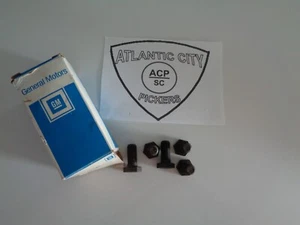 General Motors
GM
ATLANTIC CITY
ACP
SC
PICKERS